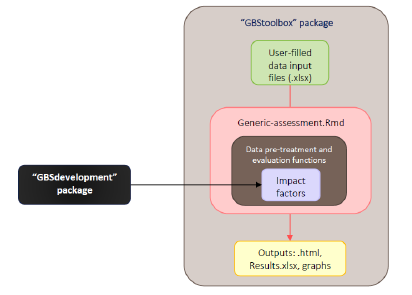 "GBStoolbox" package
User-filled
data input
files (.xlsx)
Generic-assessment.Rmd
Data pre-treatment and
evaluation functions
Impact
factors
"GBSdevelopment"
package
Outputs: .html,
Results.xlsx, graphs